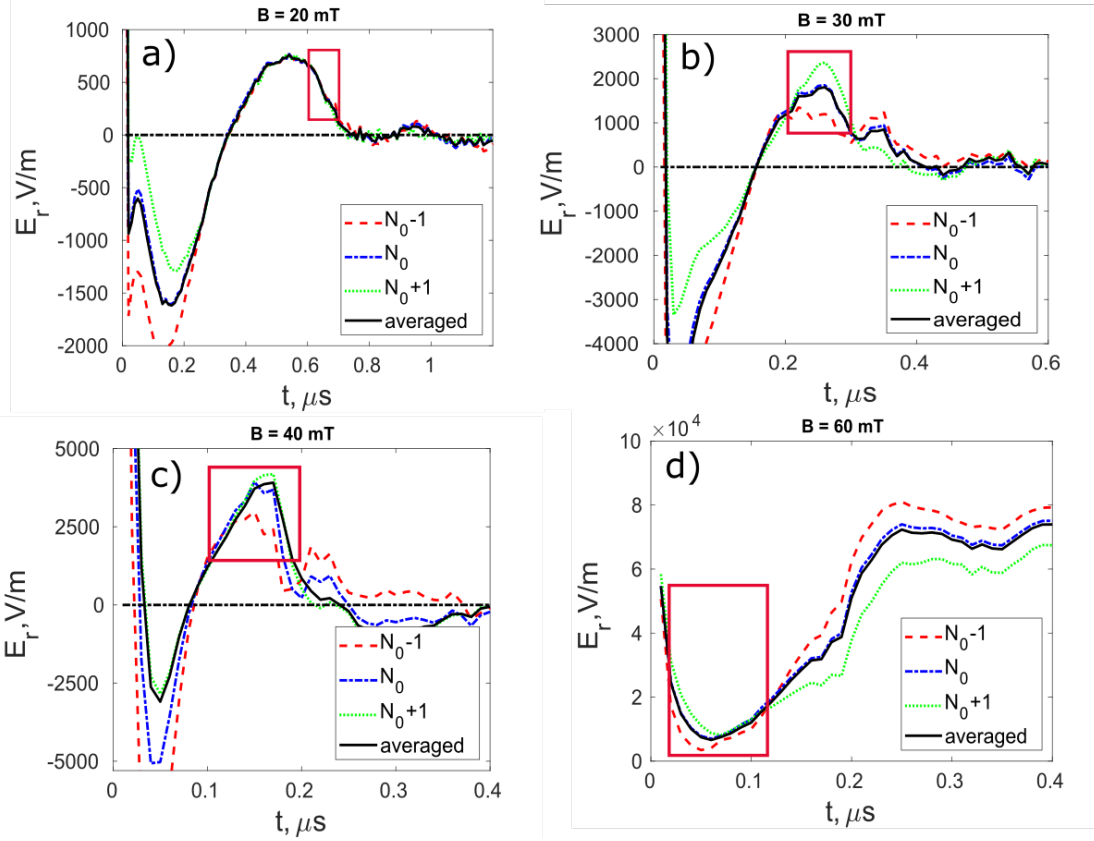 B = 20 mT
a)
1000
500
0
-500
-1000
-1500
-2000
E_r, V/m
N_0-1
N_0
N_0+1
averaged
0 0.2 0.4 0.6 0.8 1
t, μs
B = 30 mT
b)
3000
2000
1000
0
-1000
-2000
-3000
-4000
E_r, V/m
N_0-1
N_0
N_0+1
averaged
0 0.2 0.4 0.6
t, μs
B = 40 mT
c)
5000
2500
0
-2500
-5000
E_r, V/m
N_0-1
N_0
N_0+1
averaged
0 0.1 0.2 0.3 0.4
t, μs
B = 60 mT
× 10^4
d)
10
8
6
4
2
0
E_r, V/m
N_0-1
N_0
N_0+1
averaged
0 0.1 0.2 0.3 0.4
t, μs